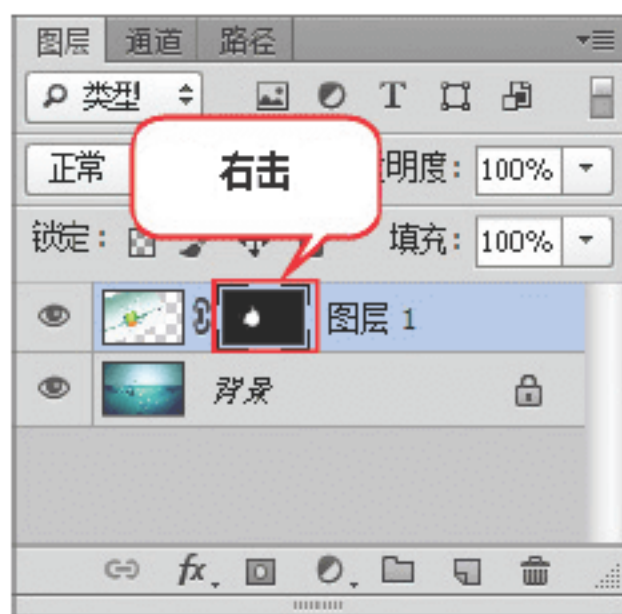 图层 通道 路径
类型 T
正常 明度: 100%
右击
锁定: 填充: 100%
图层 1
背景
fx